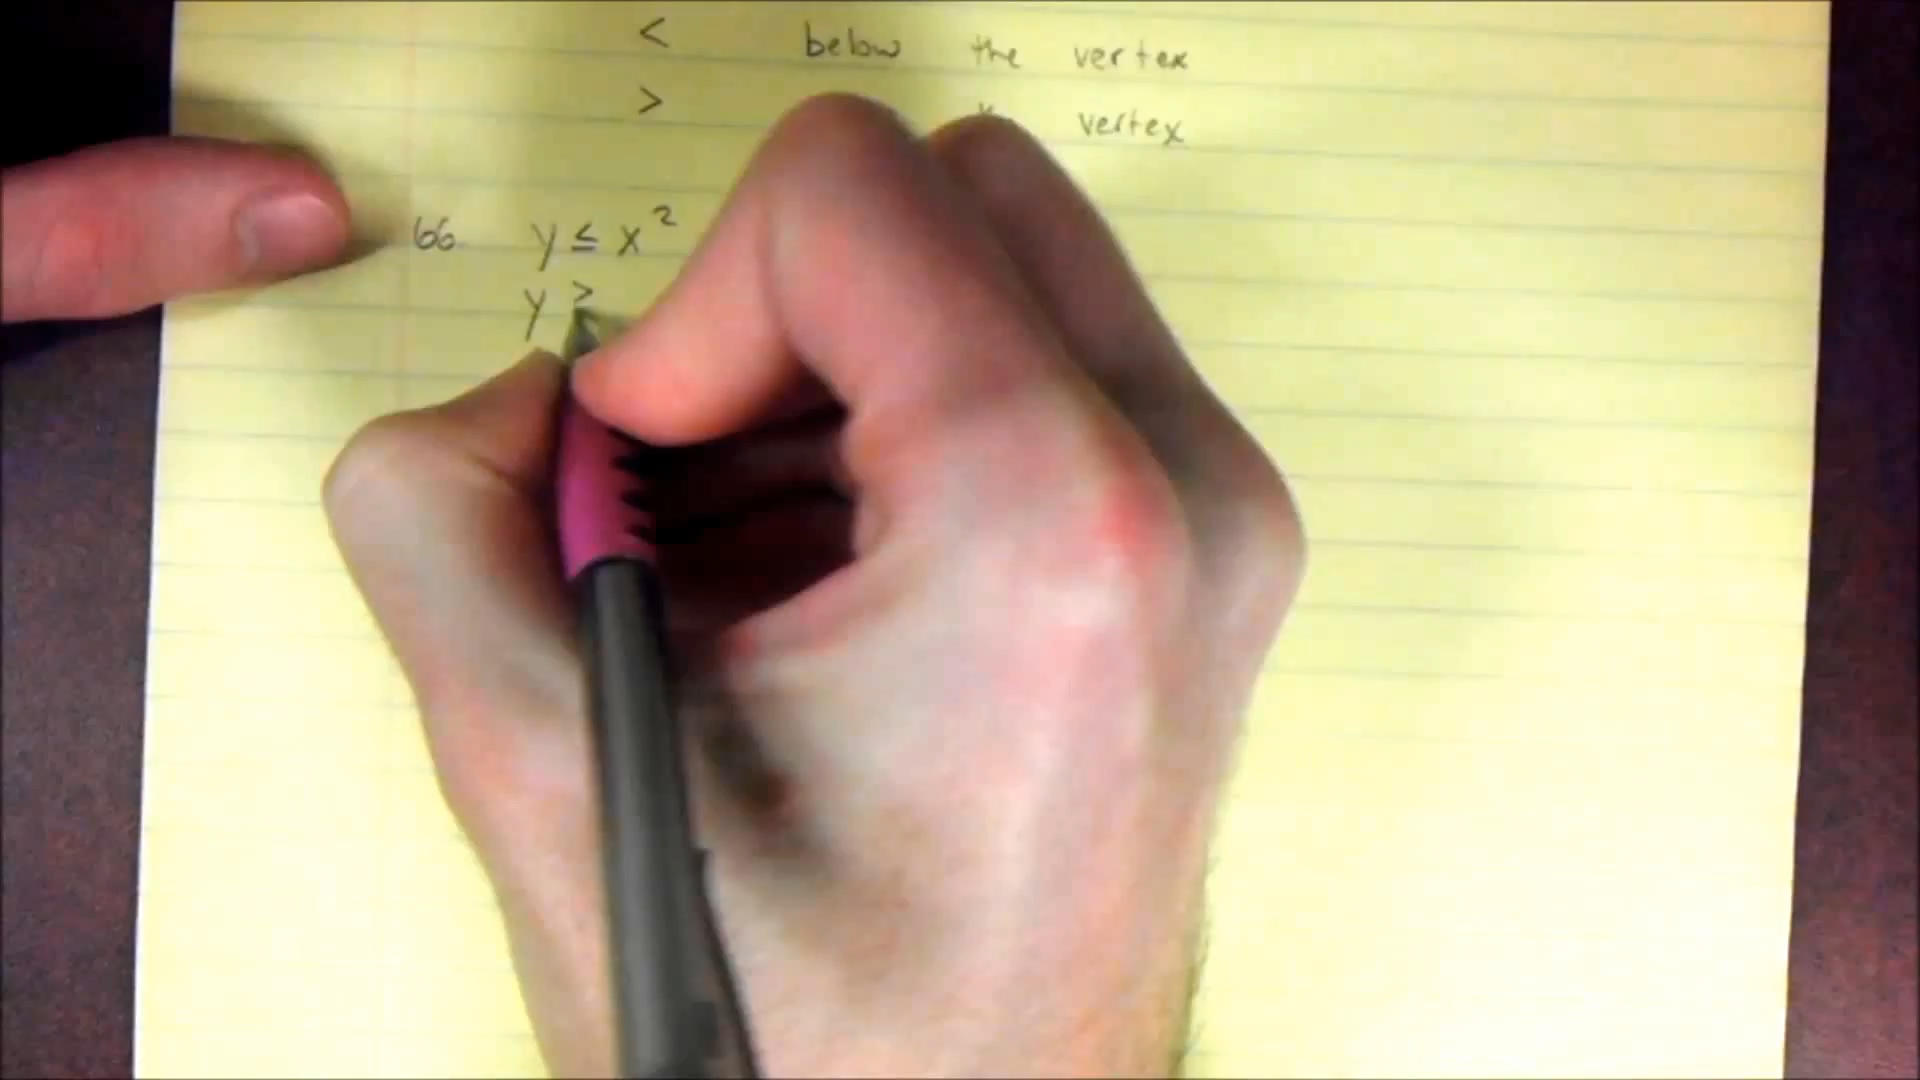 < below the vertex
> vertex
66 y ≤ x²
y ≥